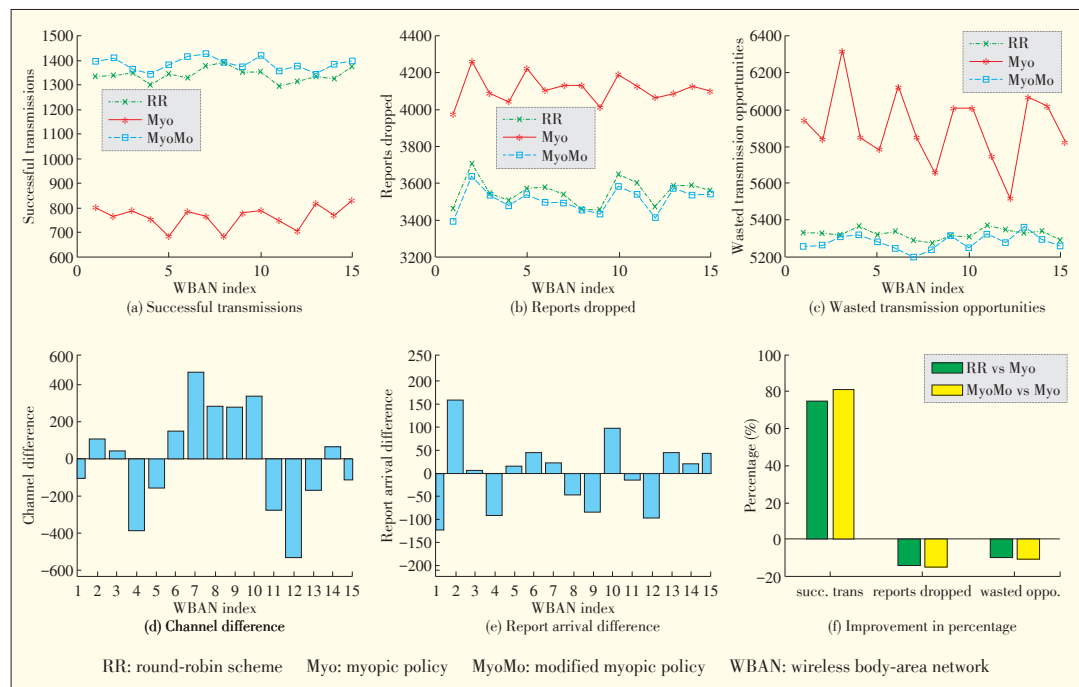 1500
1400
1300
1200
1100
1000
900
800
700
600
0 5 10 15
Successful transmissions
RR
Myo
MyoMo
WBAN index
(a) Successful transmissions
4400
4200
4000
3800
3600
3400
3200
0 5 10 15
Reports dropped
RR
Myo
MyoMo
WBAN index
(b) Reports dropped
6400
6200
6000
5800
5600
5400
5200
0 5 10 15
Wasted transmission opportunities
RR
Myo
MyoMo
WBAN index
(c) Wasted transmission opportunities
600
400
200
0
−200
−400
−600
1 2 3 4 5 6 7 8 9 10 11 12 13 14 15
Channel difference
WBAN index
(d) Channel difference
250
200
150
100
50
0
−50
−100
−150
−200
1 2 3 4 5 6 7 8 9 10 11 12 13 14 15
Report arrival difference
WBAN index
(e) Report arrival difference
100
80
60
40
20
0
−20
Percentage (%)
RR vs Myo
MyoMo vs Myo
succ. trans reports dropped wasted oppo.
(f) Improvement in percentage
RR: round-robin scheme Myo: myopic policy MyoMo: modified myopic policy WBAN: wireless body-area network